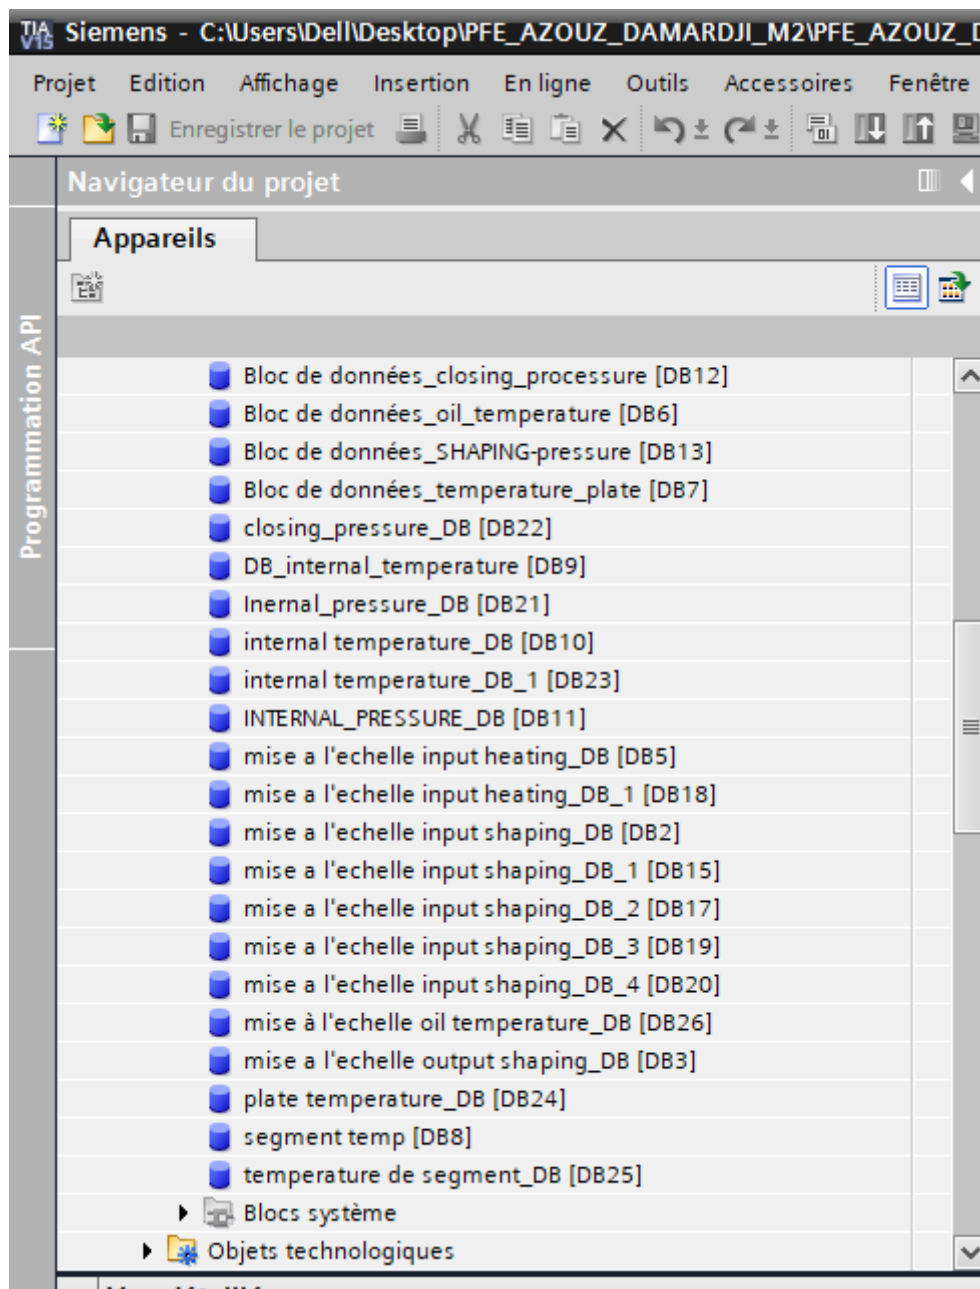 TIA V15 Siemens - C:\Users\Dell\Desktop\PFE_AZOUZ_DAMARDJI_M2\PFE_AZOUZ_D
Projet Edition Affichage Insertion En ligne Outils Accessoires Fenêtre
Enregistrer le projet
Navigateur du projet
Appareils
Programmation API
Bloc de données_closing_processure [DB12]
Bloc de données_oil_temperature [DB6]
Bloc de données_SHAPING-pressure [DB13]
Bloc de données_temperature_plate [DB7]
closing_pressure_DB [DB22]
DB_internal_temperature [DB9]
Inernal_pressure_DB [DB21]
internal temperature_DB [DB10]
internal temperature_DB_1 [DB23]
INTERNAL_PRESSURE_DB [DB11]
mise a l'echelle input heating_DB [DB5]
mise a l'echelle input heating_DB_1 [DB18]
mise a l'echelle input shaping_DB [DB2]
mise a l'echelle input shaping_DB_1 [DB15]
mise a l'echelle input shaping_DB_2 [DB17]
mise a l'echelle input shaping_DB_3 [DB19]
mise a l'echelle input shaping_DB_4 [DB20]
mise à l'echelle oil temperature_DB [DB26]
mise a l'echelle output shaping_DB [DB3]
plate temperature_DB [DB24]
segment temp [DB8]
temperature de segment_DB [DB25]
Blocs système
Objets technologiques